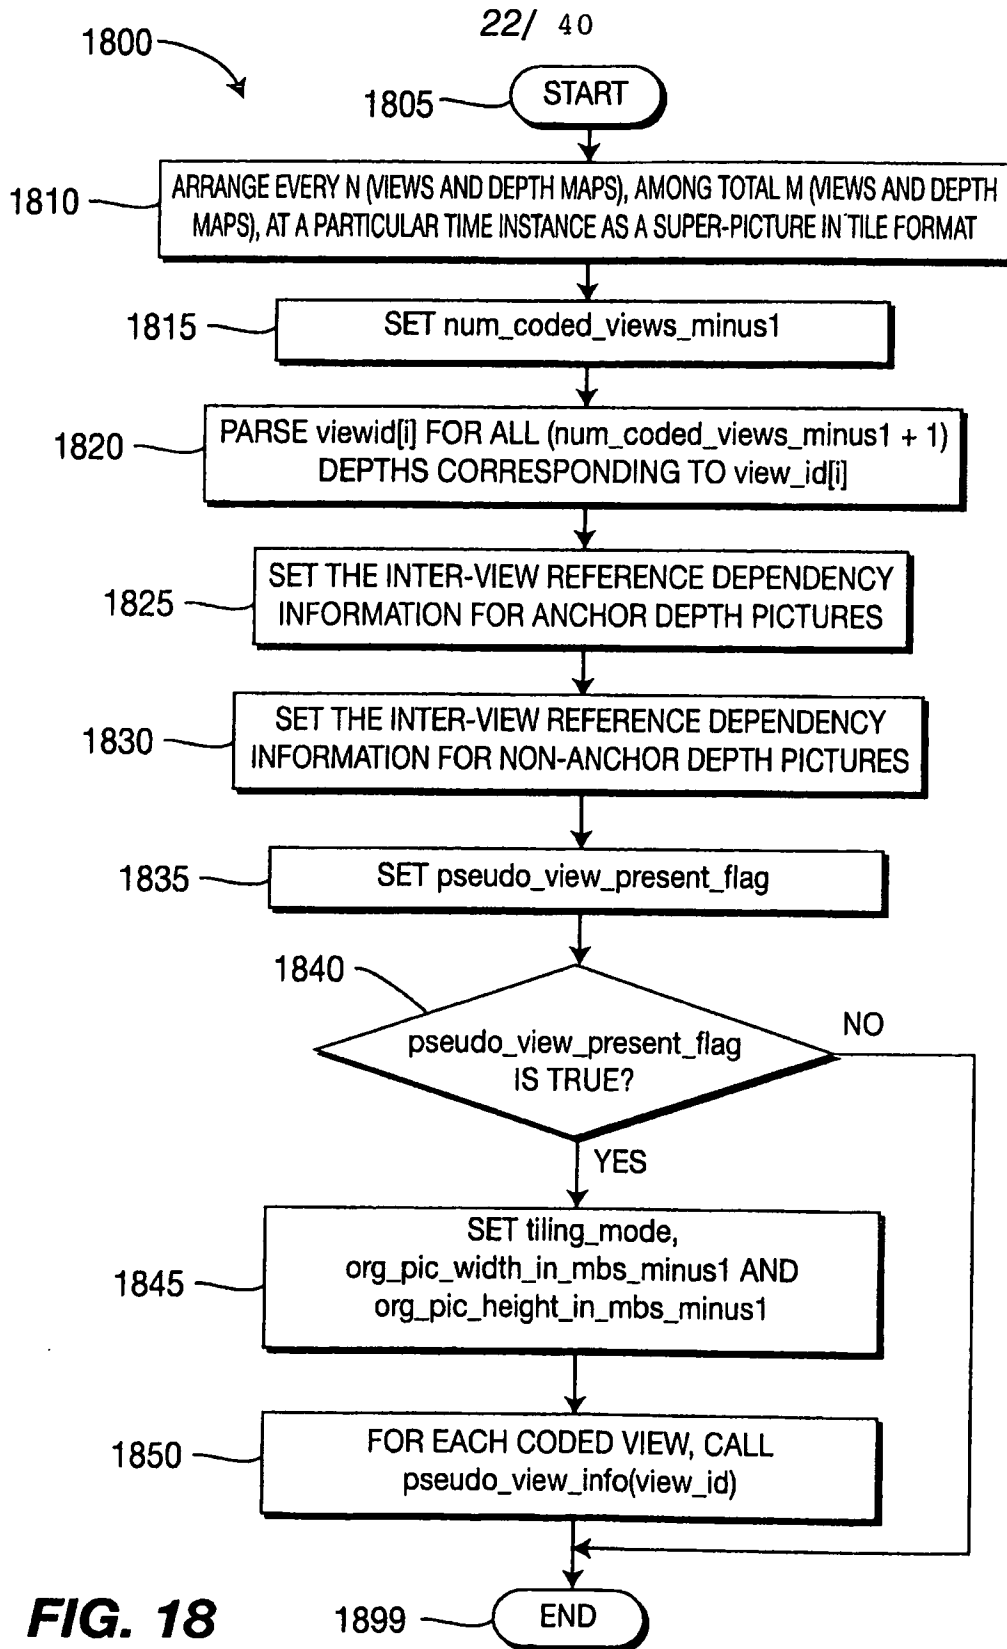 22/ 40
1800
1805
START
1810
ARRANGE EVERY N (VIEWS AND DEPTH MAPS), AMONG TOTAL M (VIEWS AND DEPTH
MAPS), AT A PARTICULAR TIME INSTANCE AS A SUPER-PICTURE IN TILE FORMAT
1815
SET num_coded_views_minus1
1820
PARSE viewid[i] FOR ALL (num_coded_views_minus1 + 1)
DEPTHS CORRESPONDING TO view_id[i]
1825
SET THE INTER-VIEW REFERENCE DEPENDENCY
INFORMATION FOR ANCHOR DEPTH PICTURES
1830
SET THE INTER-VIEW REFERENCE DEPENDENCY
INFORMATION FOR NON-ANCHOR DEPTH PICTURES
1835
SET pseudo_view_present_flag
1840
pseudo_view_present_flag
IS TRUE?
NO
YES
1845
SET tiling_mode,
org_pic_width_in_mbs_minus1 AND
org_pic_height_in_mbs_minus1
1850
FOR EACH CODED VIEW, CALL
pseudo_view_info(view_id)
FIG. 18
1899
END